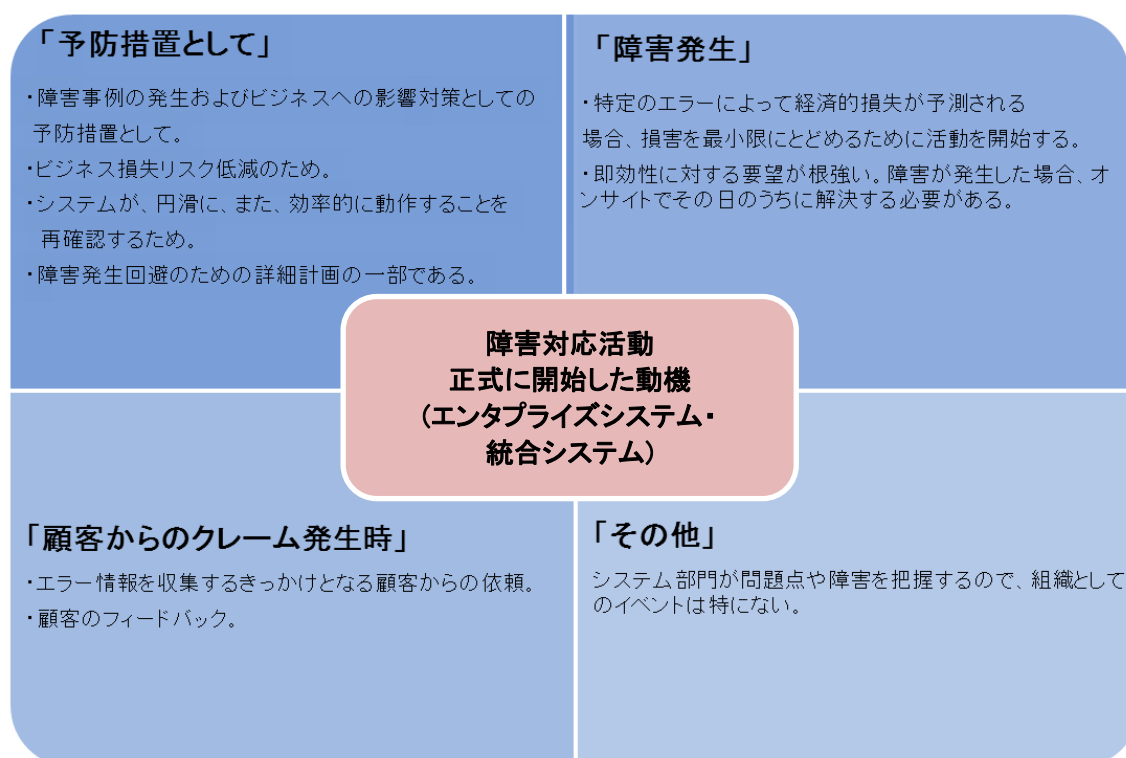 「予防措置として」
・障害事例の発生およびビジネスへの影響対策としての
予防措置として。
・ビジネス損失リスク低減のため。
・システムが、円滑に、また、効率的に動作することを
再確認するため。
・障害発生回避のための詳細計画の一部である。
「障害発生」
・特定のエラーによって経済的損失が予測される
場合、損害を最小限にとどめるために活動を開始する。
・即効性に対する要望が根強い。障害が発生した場合、オ
ンサイトでその日のうちに解決する必要がある。
障害対応活動
正式に開始した動機
(エンタプライズシステム・
統合システム)
「顧客からのクレーム発生時」
・エラー情報を収集するきっかけとなる顧客からの依頼。
・顧客のフィードバック。
「その他」
システム部門が問題点や障害を把握するので、組織として
のイベントは特にない。